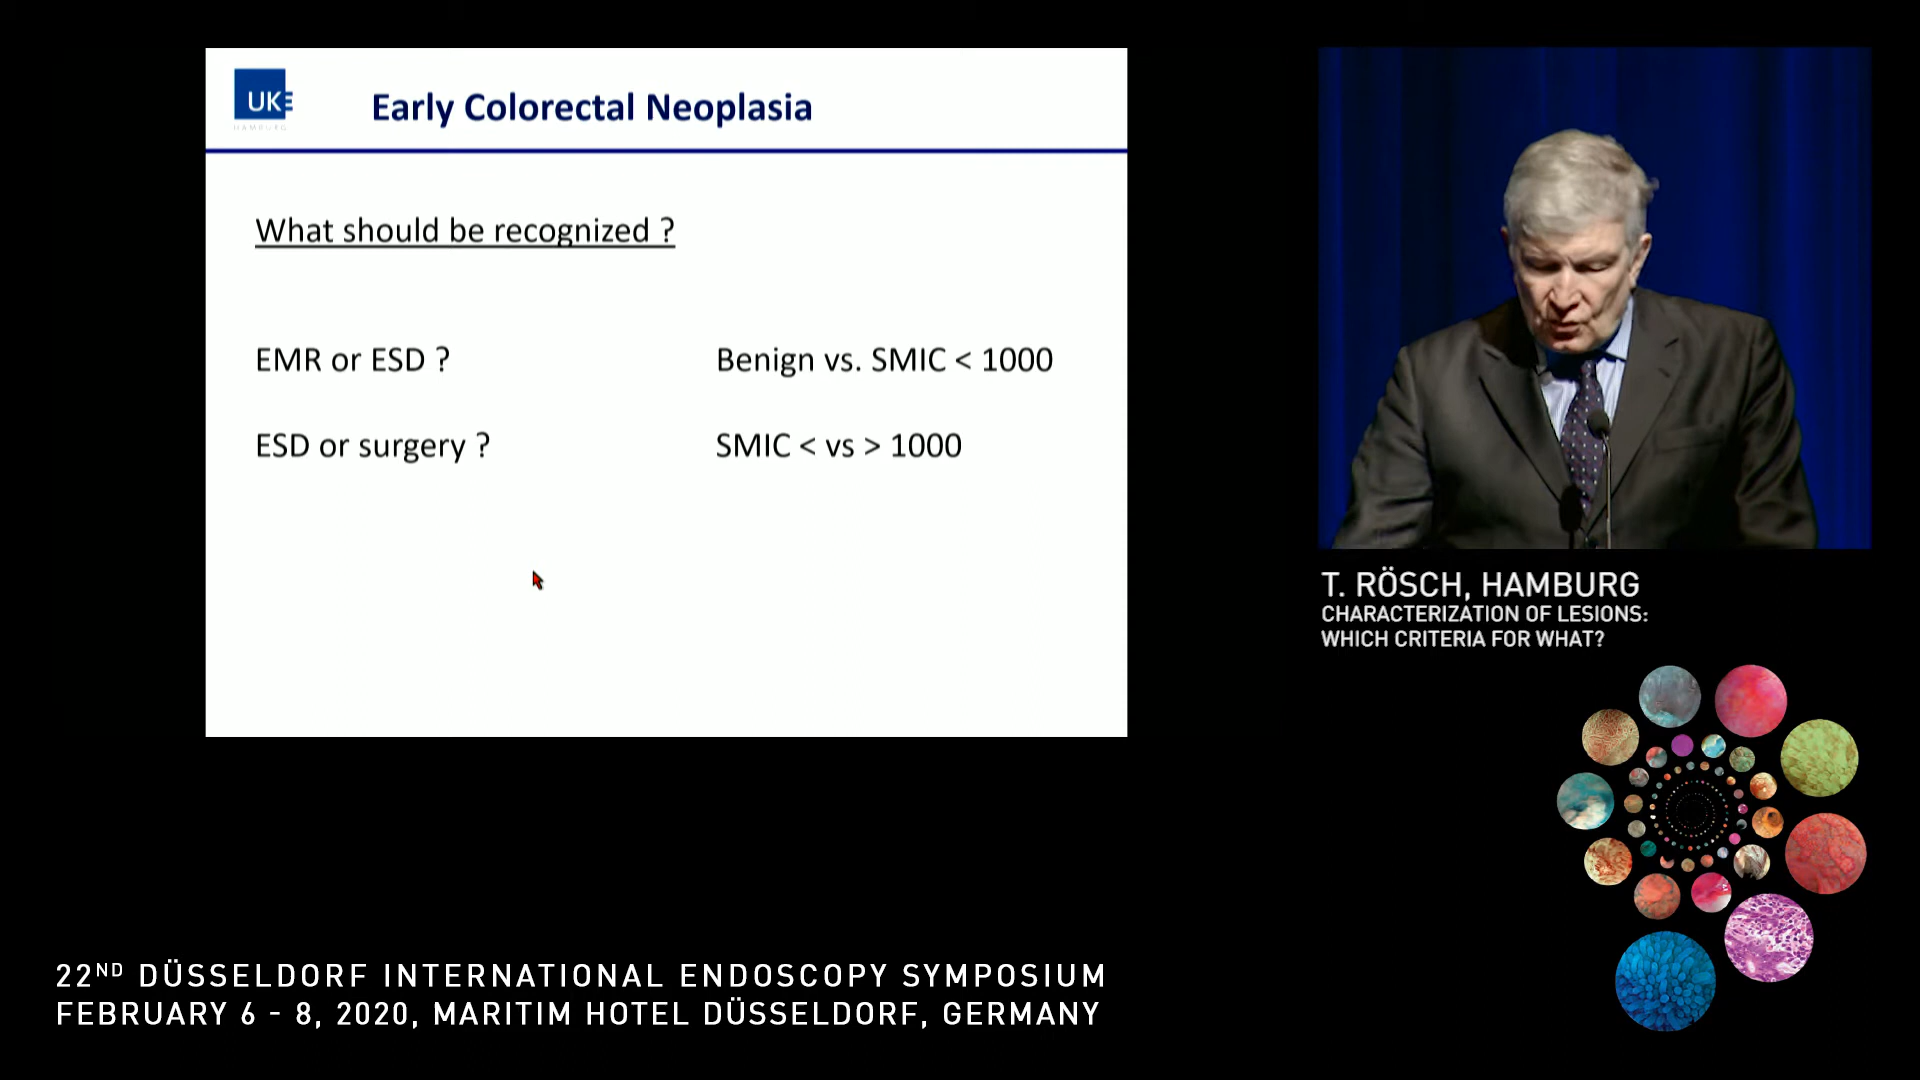 UKE
HAMBURG
Early Colorectal Neoplasia
What should be recognized ?
EMR or ESD ?
Benign vs. SMIC < 1000
ESD or surgery ?
SMIC < vs > 1000
T. RÖSCH, HAMBURG
CHARACTERIZATION OF LESIONS:
WHICH CRITERIA FOR WHAT?
22ND DÜSSELDORF INTERNATIONAL ENDOSCOPY SYMPOSIUM
FEBRUARY 6 - 8, 2020, MARITIM HOTEL DÜSSELDORF, GERMANY